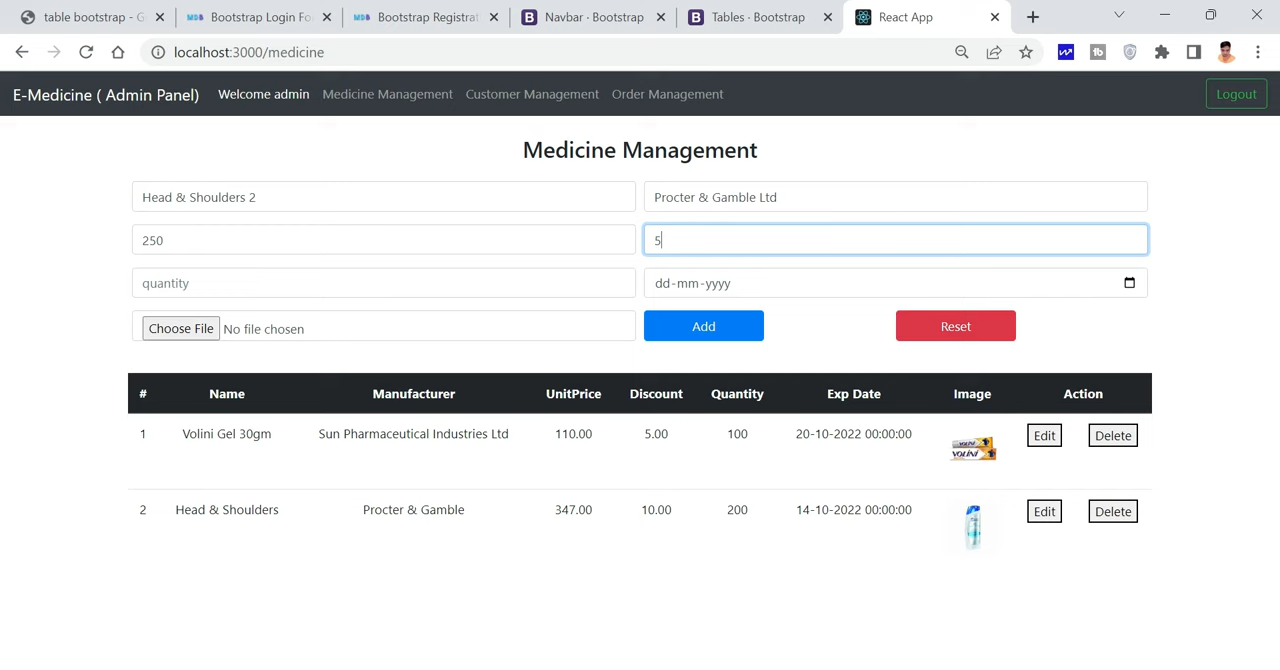 table bootstrap - G
Bootstrap Login Fo
Bootstrap Registrat
Navbar · Bootstrap
Tables · Bootstrap
React App
localhost:3000/medicine
E-Medicine ( Admin Panel)
Welcome admin
Medicine Management
Customer Management
Order Management
Logout
Medicine Management
Head & Shoulders 2
Procter & Gamble Ltd
250
5
quantity
dd-mm-yyyy
Choose File No file chosen
Add
Reset
# Name Manufacturer UnitPrice Discount Quantity Exp Date Image Action
1 Volini Gel 30gm Sun Pharmaceutical Industries Ltd 110.00 5.00 100 20-10-2022 00:00:00 VOLINI Edit Delete
2 Head & Shoulders Procter & Gamble 347.00 10.00 200 14-10-2022 00:00:00 Edit Delete